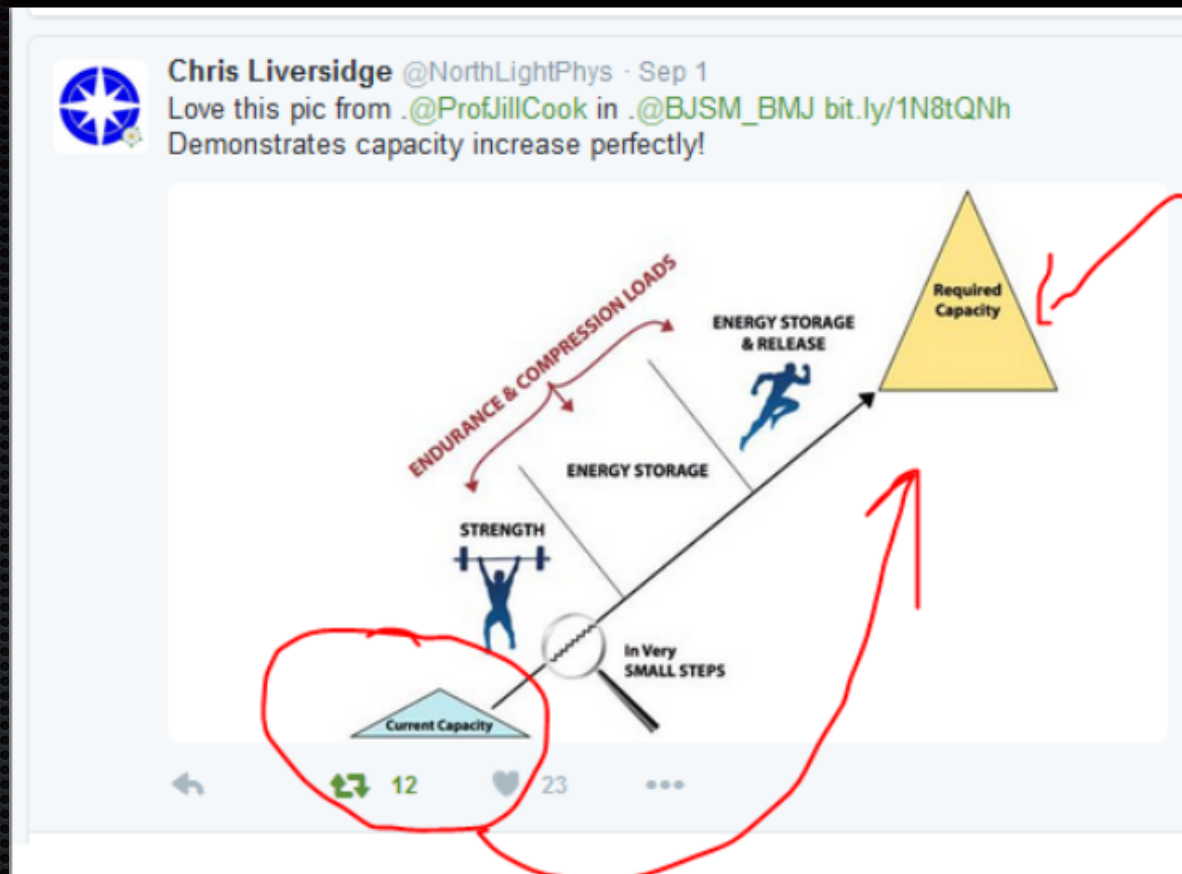 Chris Liversidge @NorthLightPhys · Sep 1
Love this pic from .@ProfJillCook in .@BJSM_BMJ bit.ly/1N8tQNh
Demonstrates capacity increase perfectly!
ENDURANCE & COMPRESSION LOADS
Required
Capacity
ENERGY STORAGE
& RELEASE
ENERGY STORAGE
STRENGTH
In Very
SMALL STEPS
Current Capacity
12 23